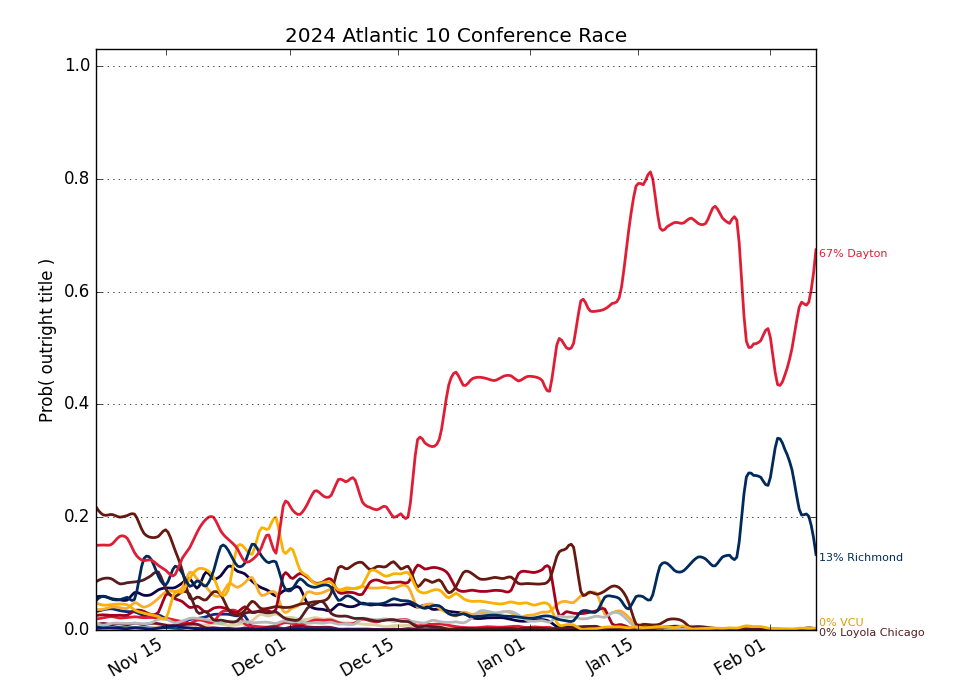 2024 Atlantic 10 Conference Race
Prob( outright title )
1.0
0.8
0.6
0.4
0.2
0.0
67% Dayton
13% Richmond
0% VCU
0% Loyola Chicago
Nov 15
Dec 01
Dec 15
Jan 01
Jan 15
Feb 01